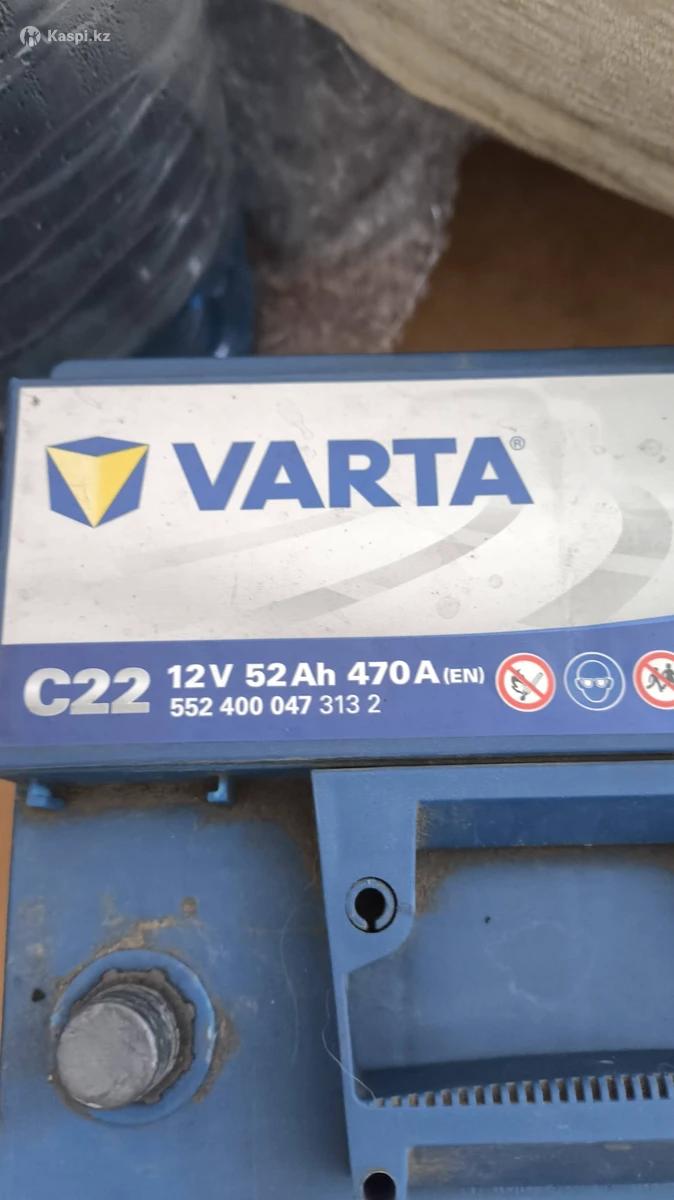 Kaspi.kz
VARTA®
C22 12V 52Ah 470A (EN)
552 400 047 313 2